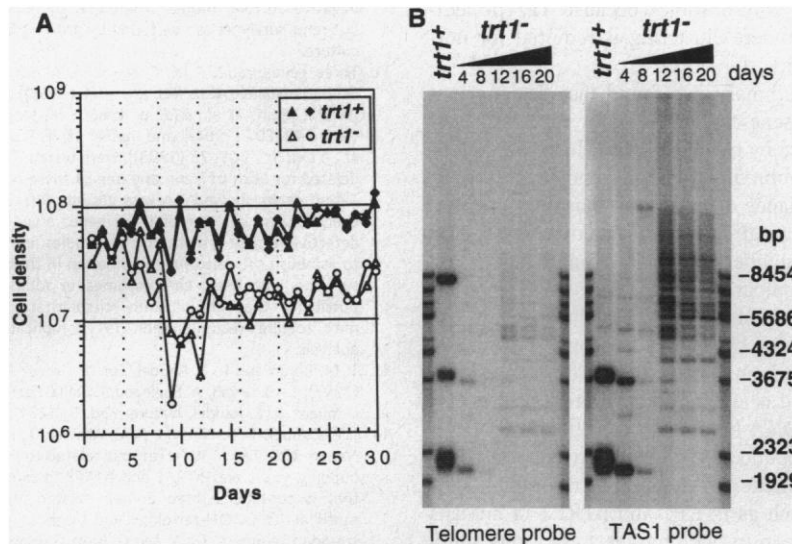 A
10⁹
10⁸
10⁷
10⁶
Cell density
trt1+
trt1-
0 5 10 15 20 25 30
Days
B
trt1+ trt1- trt1+ trt1-
4 8 12 16 20 4 8 12 16 20 days
bp
-8454
-5686
-4324
-3675
-2323
-1929
Telomere probe TAS1 probe